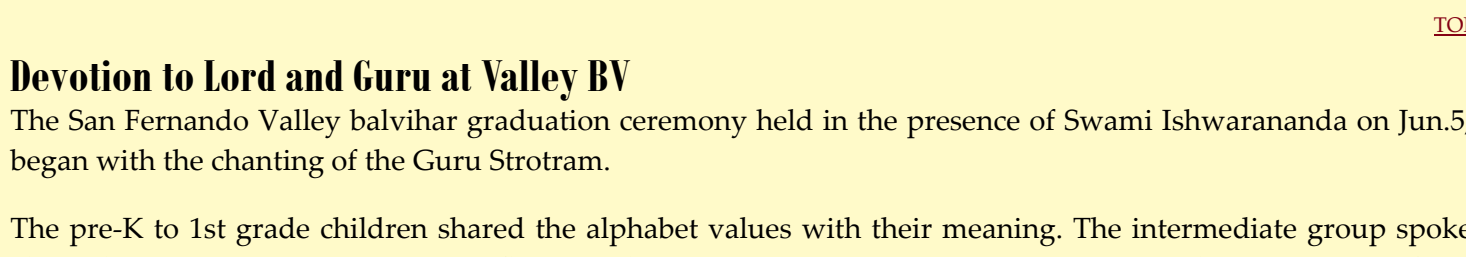 Devotion to Lord and Guru at Valley BV
The San Fernando Valley balvihar graduation ceremony held in the presence of Swami Ishwarananda on Jun.5,
began with the chanting of the Guru Strotram.
The pre-K to 1st grade children shared the alphabet values with their meaning. The intermediate group spoke